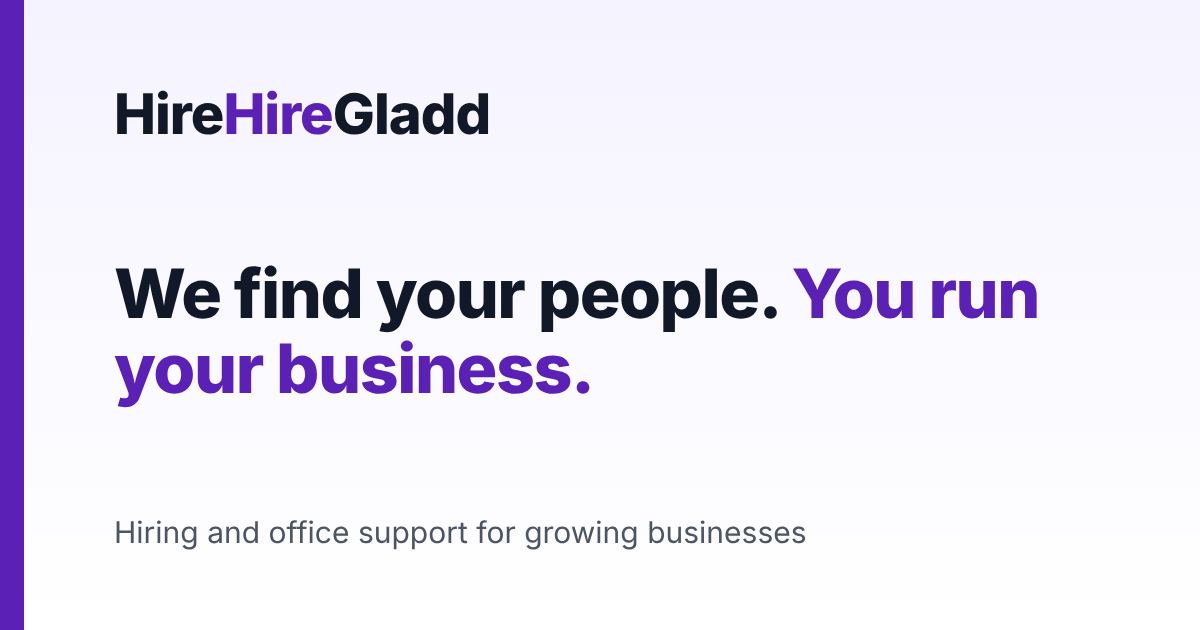 HireHireGladd
We find your people. You run
your business.
Hiring and office support for growing businesses